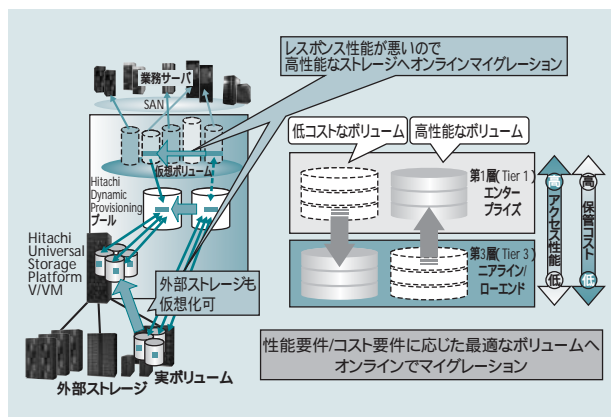 レスポンス性能が悪いので
高性能なストレージへオンラインマイグレーション
業務サーバ
SAN
仮想ボリューム
Hitachi
Dynamic
Provisioning
プール
Hitachi
Universal
Storage
Platform
V/VM
外部ストレージも
仮想化可
外部ストレージ
実ボリューム
低コストなボリューム
高性能なボリューム
第1層(Tier 1)
エンター
プライズ
第3層(Tier 3)
ニアライン/
ローエンド
高
アクセス性能
低
高
保管コスト
低
性能要件/コスト要件に応じた最適なボリュームへ
オンラインでマイグレーション